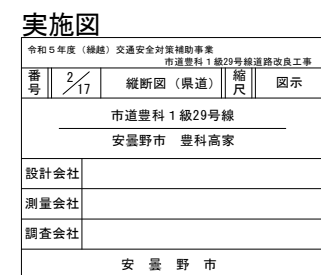 実施図
令和5年度（繰越）交通安全対策補助事業
市道豊科1級29号線道路改良工事
番号 2/17 縦断図（県道） 縮尺 図示
市道豊科1級29号線
安曇野市 豊科高家
設計会社
測量会社
調査会社
安曇野市